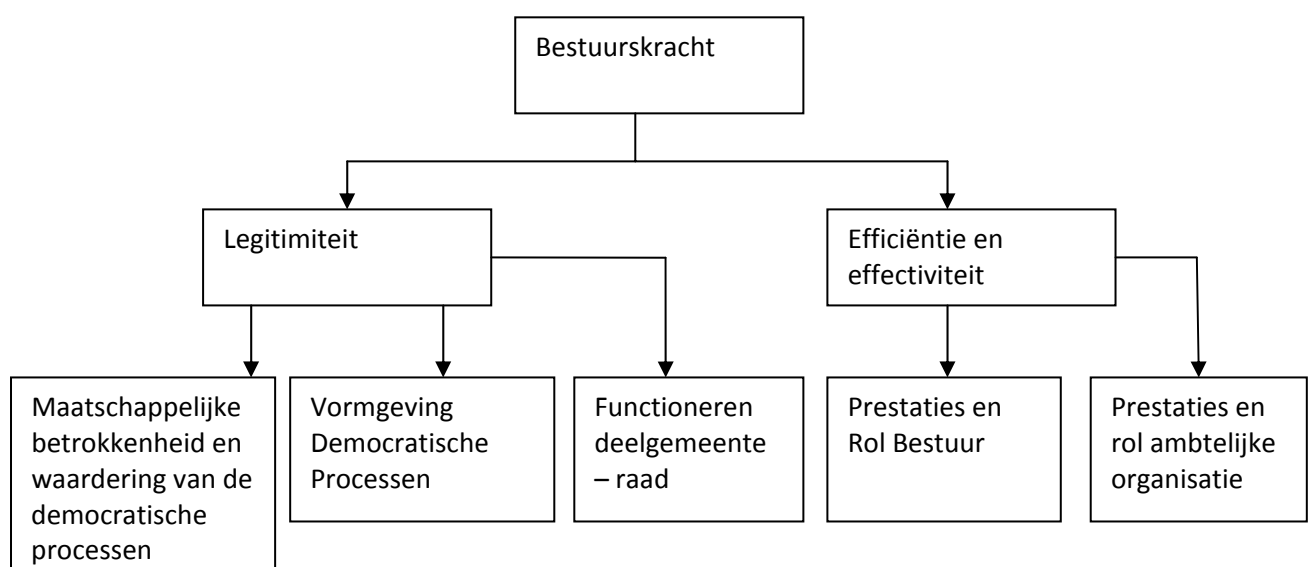 Bestuurskracht
Legitimiteit
Efficiëntie en
effectiviteit
Maatschappelijke
betrokkenheid en
waardering van de
democratische
processen
Vormgeving
Democratische
Processen
Functioneren
deelgemeente
– raad
Prestaties en
Rol Bestuur
Prestaties en
rol ambtelijke
organisatie